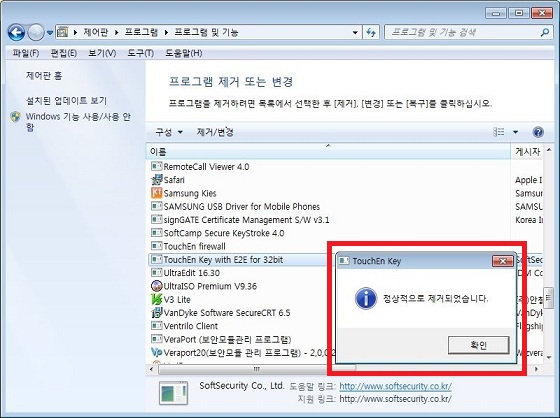 제어판 ▸ 프로그램 ▸ 프로그램 및 기능
프로그램 및 기능 검색
파일(F) 편집(E) 보기(V) 도구(T) 도움말(H)
제어판 홈
설치된 업데이트 보기
Windows 기능 사용/사용 안
함
프로그램 제거 또는 변경
프로그램을 제거하려면 목록에서 선택한 후 [제거], [변경] 또는 [복구]를 클릭하십시오.
구성 제거/변경
이름 게시자
RemoteCall Viewer 4.0
Safari Apple I
Samsung Kies Samsun
SAMSUNG USB Driver for Mobile Phones Samsun
signGATE Certificate Management S/W v3.1 Korea In
SoftCamp Secure KeyStroke 4.0
TouchEn firewall
TouchEn Key with E2E for 32bit
UltraEdit 16.30
UltraISO Premium V9.36
V3 Lite
VanDyke Software SecureCRT 6.5
Ventrilo Client
VeraPort (보안모듈관리 프로그램)
Veraport20(보안모듈 관리 프로그램) - 2,0,
TouchEn Key
정상적으로 제거되었습니다.
확인
SoftSecurity Co., Ltd. 도움말 링크: http://www.softsecurity.co.kr/
지원 링크: http://www.softsecurity.co.kr/